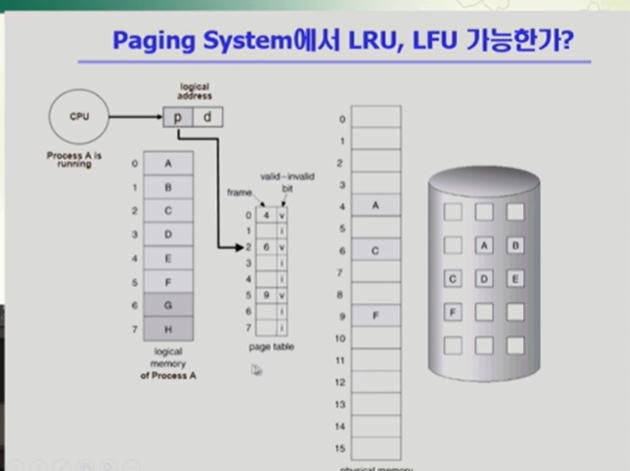 Paging System에서 LRU, LFU 가능한가?
logical
address
CPU
p d
Process A is
running
0 A
1 B
2 C
3 D
4 E
5 F
6 G
7 H
logical
memory
of Process A
valid-invalid
frame bit
0 4 v
1 i
2 6 v
3 i
4 i
5 9 v
6 i
7 i
page table
0
1
2
3
4 A
5
6 C
7
8
9 F
10
11
12
13
14
15
physical memory
A B
C D E
F